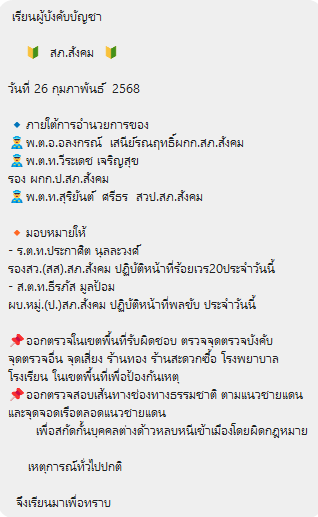 เรียนผู้บังคับบัญชา
🔰 สภ.สังคม 🔰
วันที่ 26 กุมภาพันธ์ 2568
🔹ภายใต้การอำนวยการของ
👮พ.ต.อ.อลงกรณ์ เสนีย์รณฤทธิ์ผกก.สภ.สังคม
👮พ.ต.ท.วีระเดช เจริญสุข
รอง ผกก.ป.สภ.สังคม
👮พ.ต.ท.สุริยันต์ ศรีธร สวป.สภ.สังคม
🔸มอบหมายให้
- ร.ต.ท.ประกาศิต นุลละวงศ์
รองสว.(สส).สภ.สังคม ปฏิบัติหน้าที่ร้อยเวร20ประจำวันนี้
- ส.ต.ท.ธีรภัส มูลป้อม
ผบ.หมู่.(ป.)สภ.สังคม ปฏิบัติหน้าที่พลขับ ประจำวันนี้
📌ออกตรวจในเขตพื้นที่รับผิดชอบ ตรวจจุดตรวจบังคับ
จุดตรวจอื่น จุดเสี่ยง ร้านทอง ร้านสะดวกซื้อ โรงพยาบาล
โรงเรียน ในเขตพื้นที่เพื่อป้องกันเหตุ
📌ออกตรวจสอบเส้นทางช่องทางธรรมชาติ ตามแนวชายแดน
และจุดจอดเรือตลอดแนวชายแดน
เพื่อสกัดกั้นบุคคลต่างด้าวหลบหนีเข้าเมืองโดยผิดกฎหมาย
เหตุการณ์ทั่วไปปกติ
จึงเรียนมาเพื่อทราบ